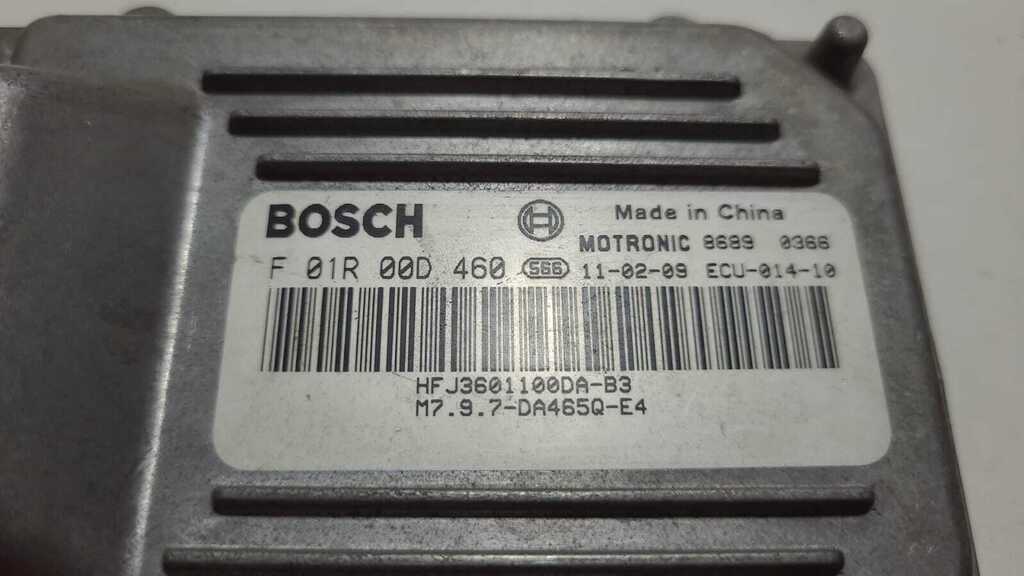 BOSCH Made in China
MOTRONIC 8689 0366
F 01R 00D 460 566 11-02-09 ECU-014-10
HFJ3601100DA-B3
M7.9.7-DA465Q-E4